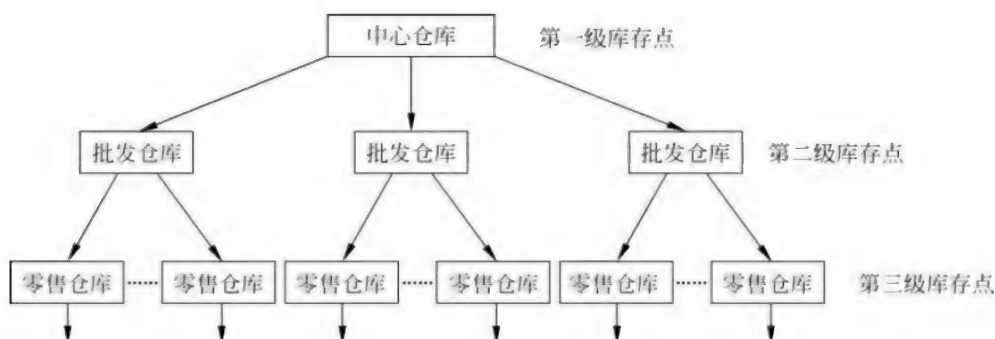 中心仓库 第一级库存点
批发仓库 批发仓库 批发仓库 第二级库存点
零售仓库 …… 零售仓库 零售仓库 …… 零售仓库 零售仓库 …… 零售仓库 第三级库存点